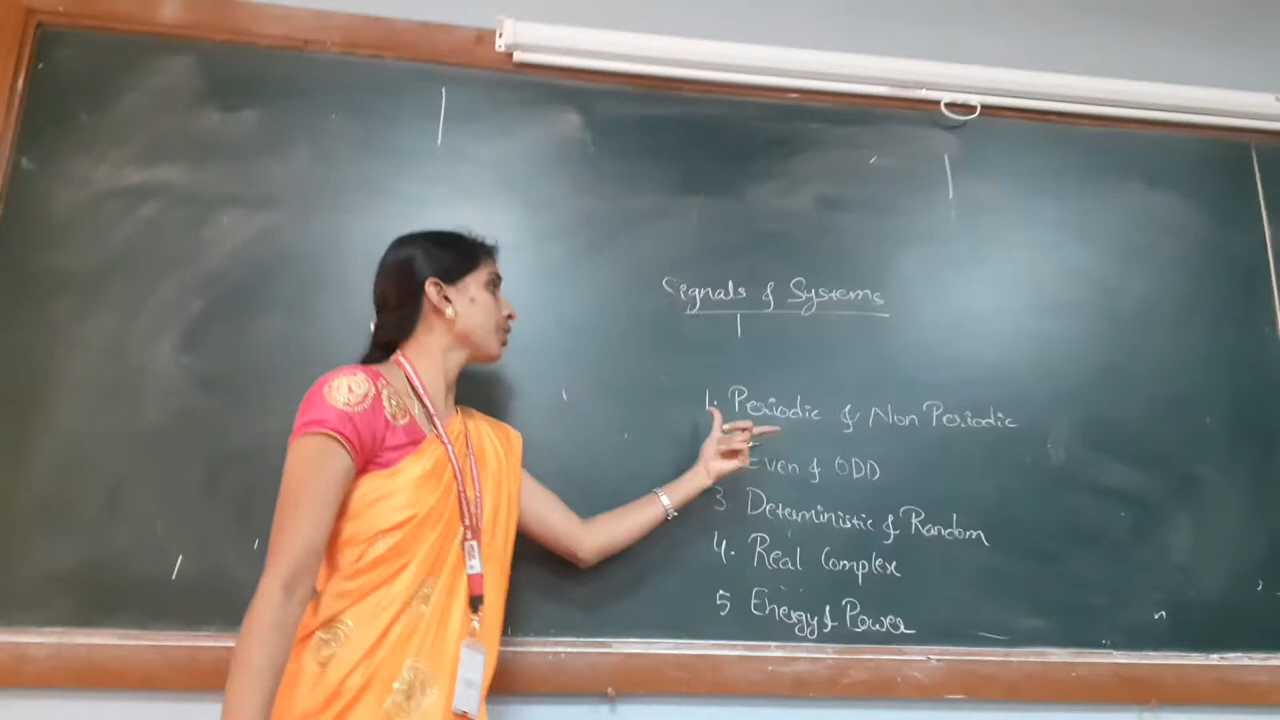 Signals & Systems
1. Periodic & Non Periodic
Even & ODD
3 Deterministic & Random
4. Real Complex
5 Energy & Power